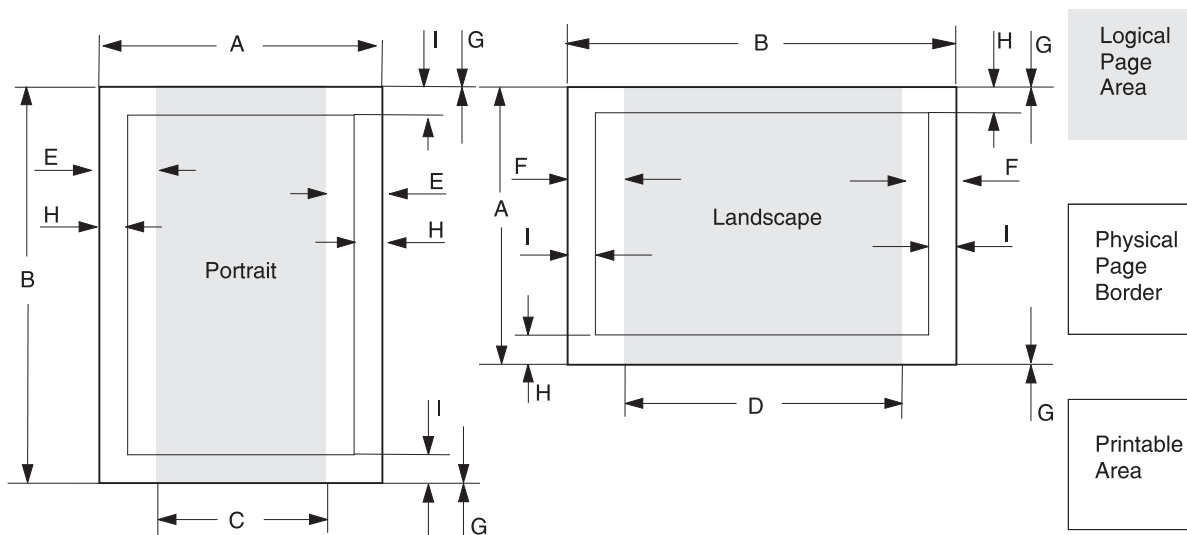 A
I
G
E
E
H
H
B
Portrait
I
C
G
B
H
G
F
F
A
Landscape
I
I
H
D
G
Logical
Page
Area
Physical
Page
Border
Printable
Area